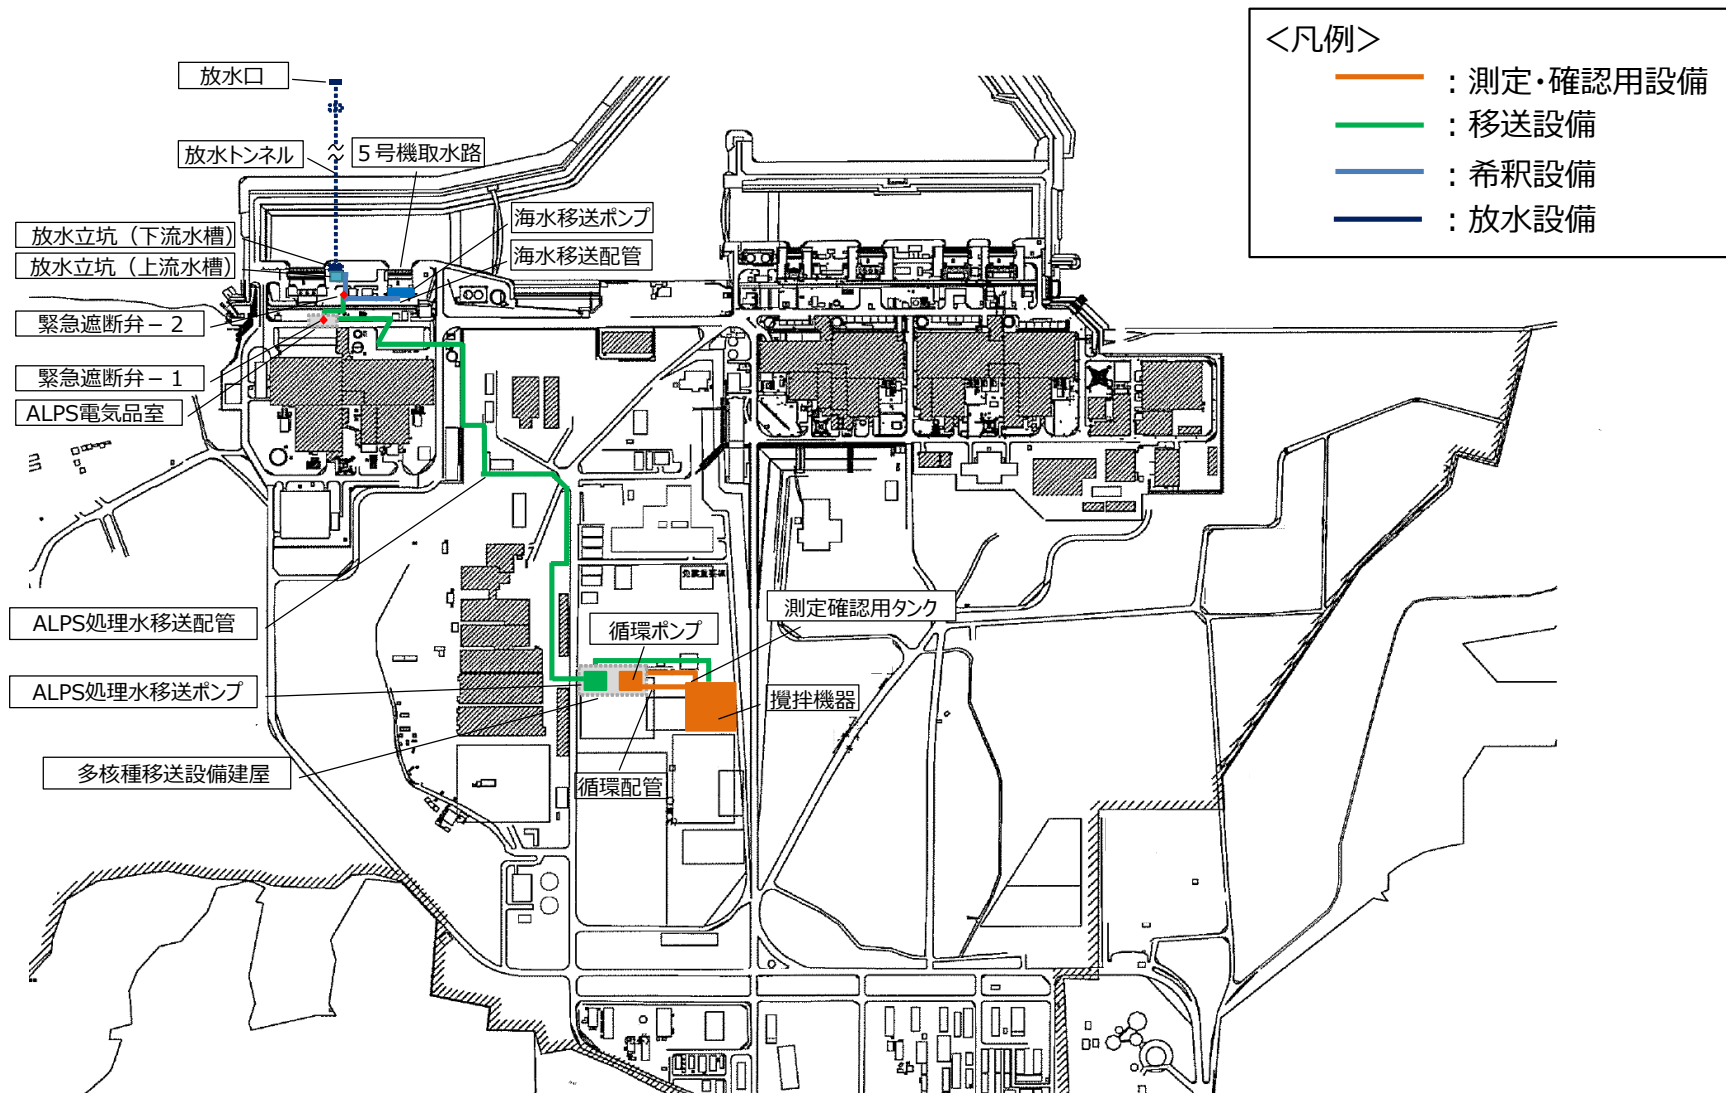 ＜凡例＞
：測定・確認用設備
：移送設備
：希釈設備
：放水設備
放水口
放水トンネル
５号機取水路
海水移送ポンプ
海水移送配管
放水立坑（下流水槽）
放水立坑（上流水槽）
緊急遮断弁－２
緊急遮断弁－１
ALPS電気品室
ALPS処理水移送配管
測定確認用タンク
循環ポンプ
ALPS処理水移送ポンプ
攪拌機器
多核種移送設備建屋
循環配管